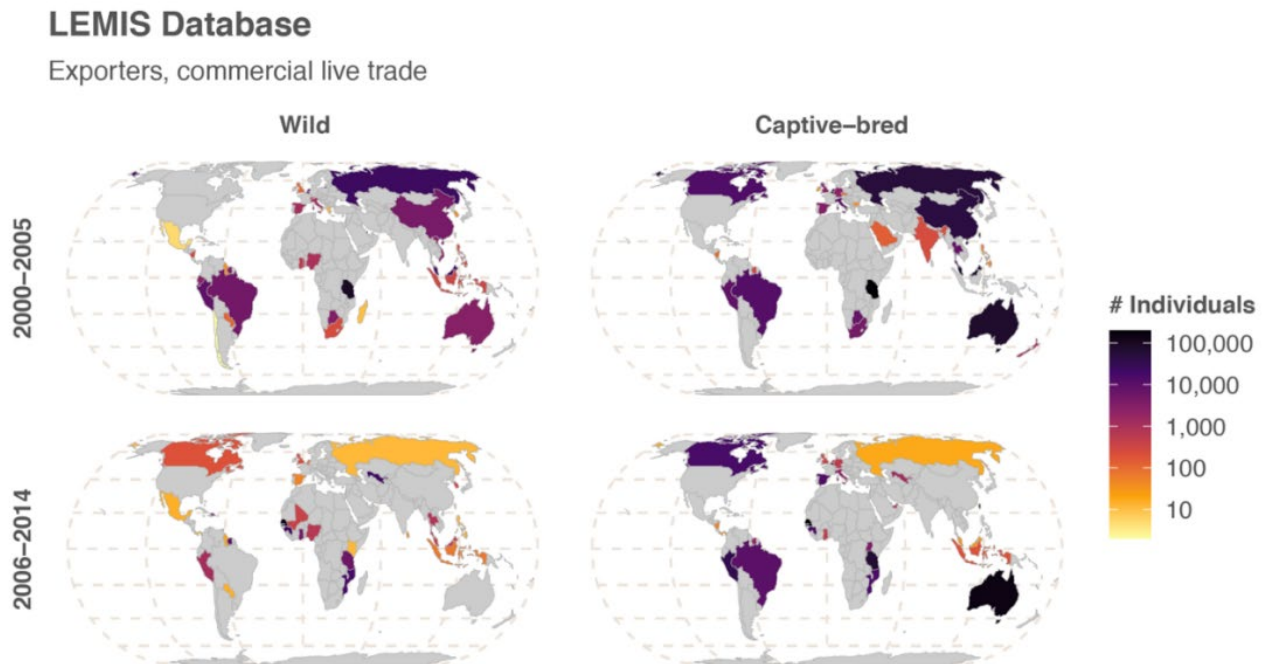 LEMIS Database
Exporters, commercial live trade
Wild
Captive–bred
2000–2005
2006–2014
# Individuals
100,000
10,000
1,000
100
10